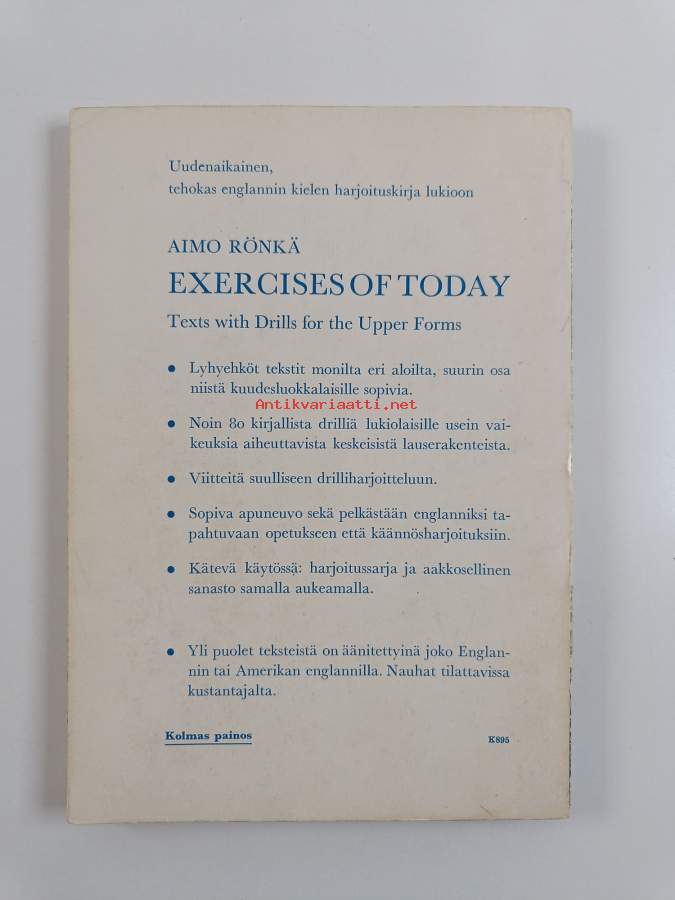 Uudenaikainen,
tehokas englannin kielen harjoituskirja lukioon
AIMO RÖNKÄ
EXERCISES OF TODAY
Texts with Drills for the Upper Forms
• Lyhyehköt tekstit monilta eri aloilta, suurin osa
niistä kuudesluokkalaisille sopivia.
Antikvariaatti.net
• Noin 80 kirjallista drilliä lukiolaisille usein vai-
keuksia aiheuttavista keskeisistä lauserakenteista.
• Viitteitä suulliseen drilliharjoitteluun.
• Sopiva apuneuvo sekä pelkästään englanniksi ta-
pahtuvaan opetukseen että käännösharjoituksiin.
• Kätevä käytössä: harjoitussarja ja aakkosellinen
sanasto samalla aukeamalla.
• Yli puolet teksteistä on äänitettyinä joko Englan-
nin tai Amerikan englannilla. Nauhat tilattavissa
kustantajalta.
Kolmas painos
K895